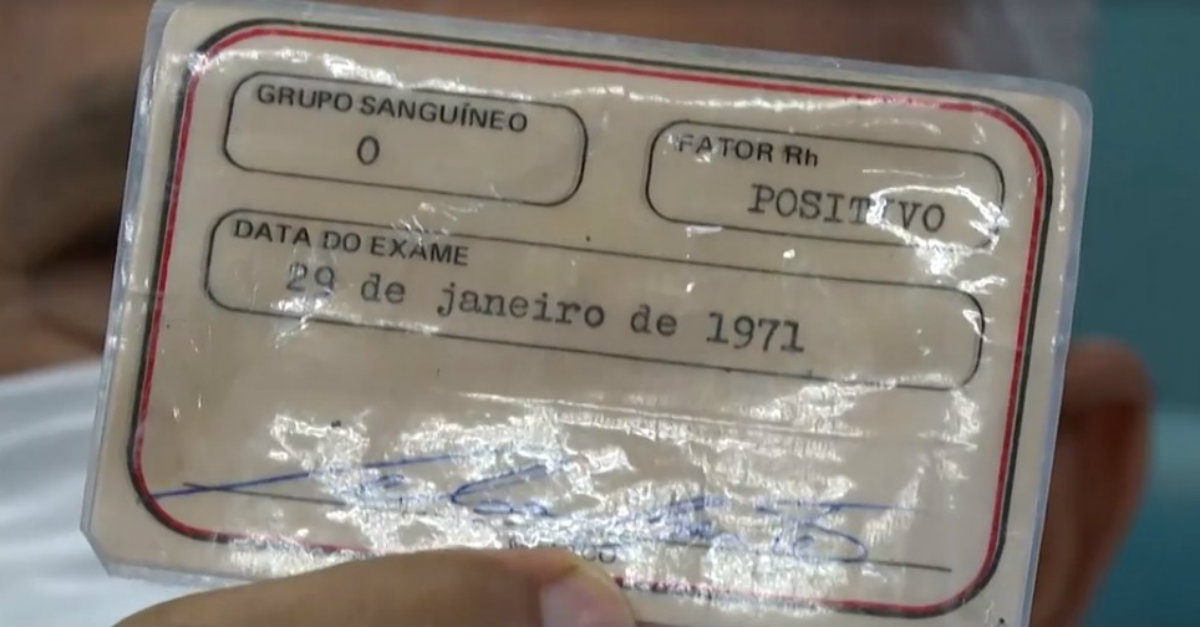 GRUPO SANGUÍNEO
O
FATOR Rh
POSITIVO
DATA DO EXAME
29 de janeiro de 1971